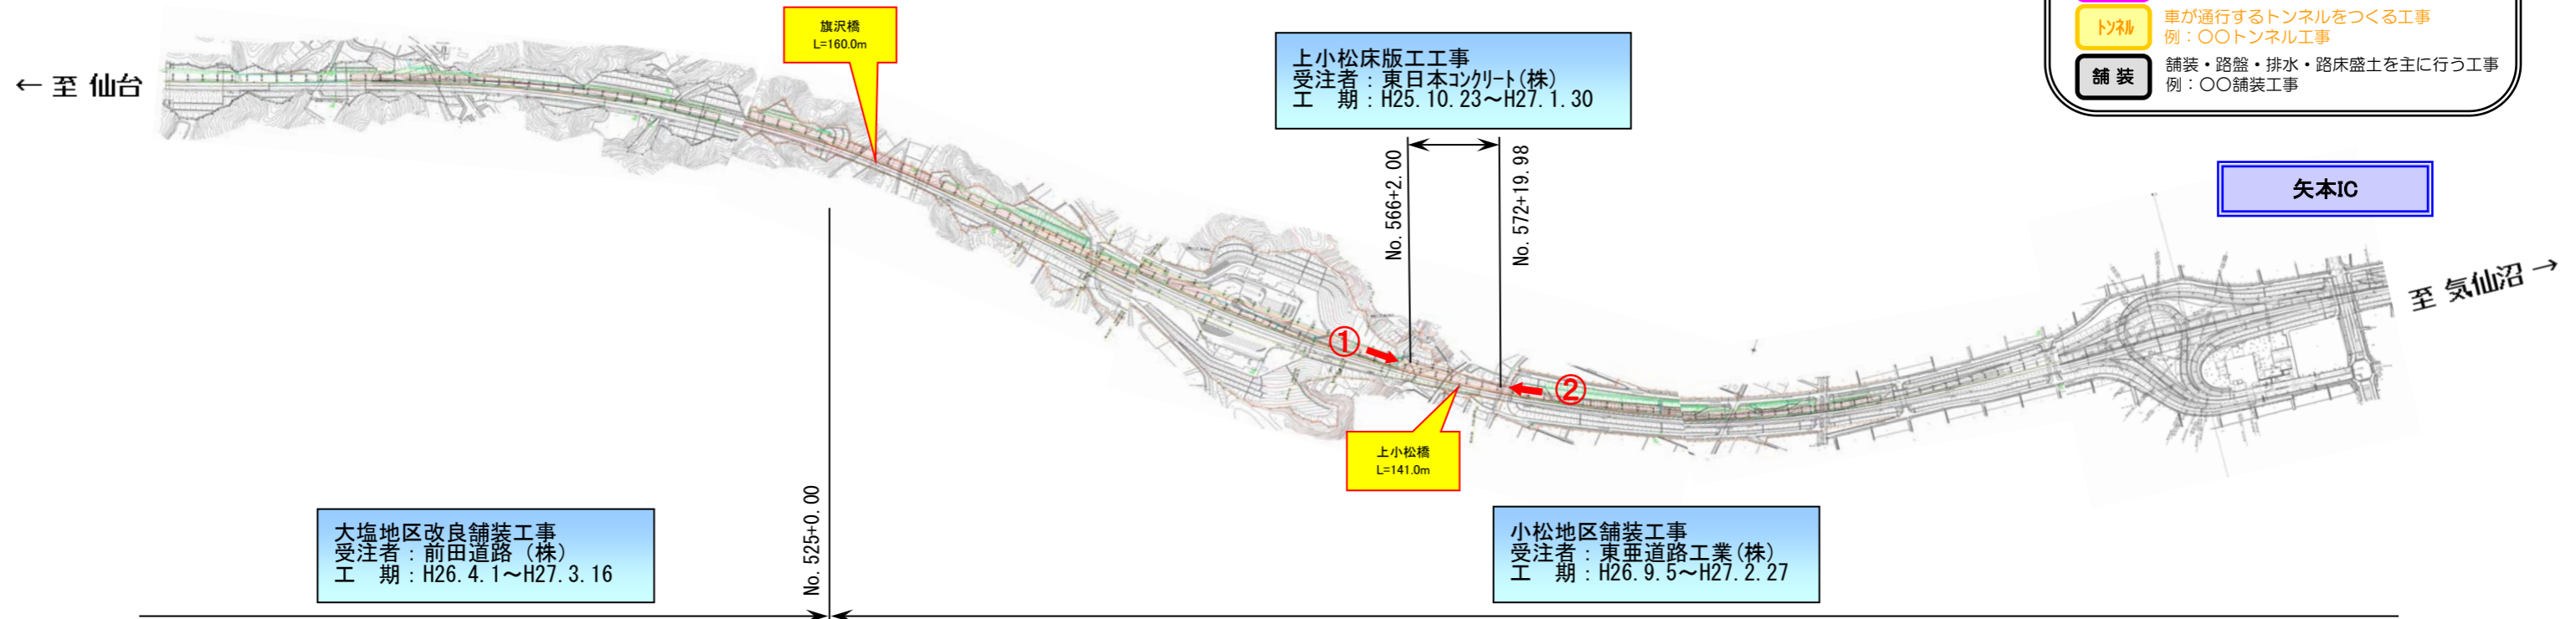 旗沢橋
L=160.0m
← 至 仙台
上小松床版工工事
受注者：東日本ｺﾝｸﾘｰﾄ(株)
工　期：H25.10.23～H27.1.30
ﾄﾝﾈﾙ
車が通行するトンネルをつくる工事
例：〇〇トンネル工事
舗 装
舗装・路盤・排水・路床盛土を主に行う工事
例：〇〇舗装工事
矢本IC
No.566+2.00
No.572+19.98
至 気仙沼 →
①
②
上小松橋
L=141.0m
No.525+0.00
大塩地区改良舗装工事
受注者：前田道路（株）
工　期：H26.4.1～H27.3.16
小松地区舗装工事
受注者：東亜道路工業(株)
工　期：H26.9.5～H27.2.27